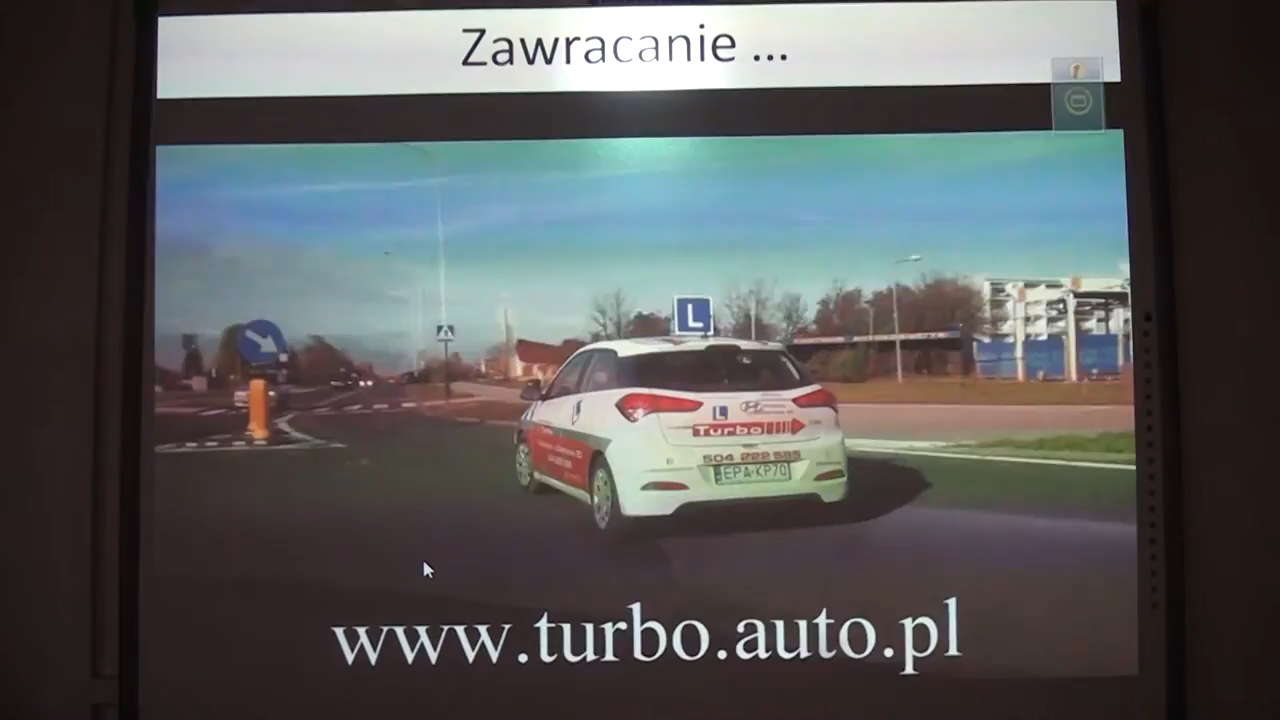 Zawracanie ...
L
L
Turbo
504 222 585
EPA KP70
www.turbo.auto.pl